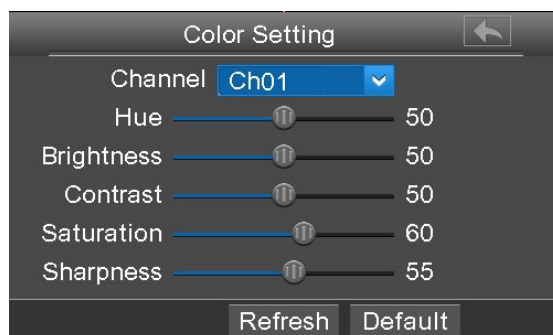 Color Setting
Channel Ch01
Hue 50
Brightness 50
Contrast 50
Saturation 60
Sharpness 55
Refresh Default